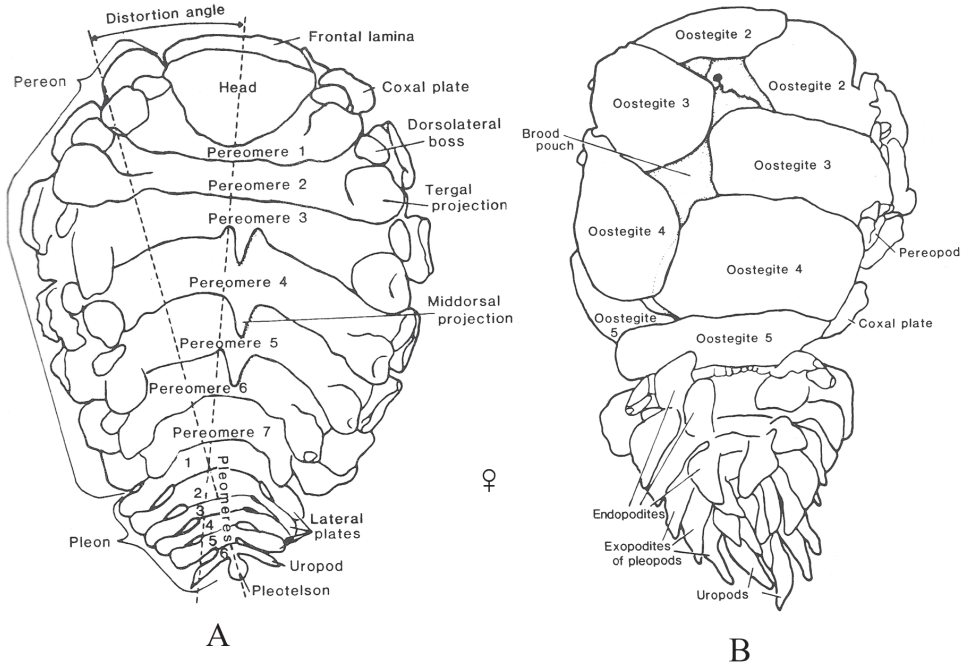 Distortion angle
Frontal lamina
Pereon
Head
Coxal plate
Dorsolateral
boss
Pereomere 1
Pereomere 2
Tergal
projection
Pereomere 3
Pereomere 4
Middorsal
projection
Pereomere 5
Pereomere 6
Pereomere 7
Pleomeres
1
2
3
4
5
6
Lateral
plates
Pleon
Uropod
Pleotelson
A
♀
Oostegite 2
Oostegite 2
Oostegite 3
Brood
pouch
Oostegite 3
Oostegite 4
Pereopod
Oostegite 4
Oostegite
5
Coxal plate
Oostegite 5
Endopodites
Exopodites
of pleopods
Uropods
B